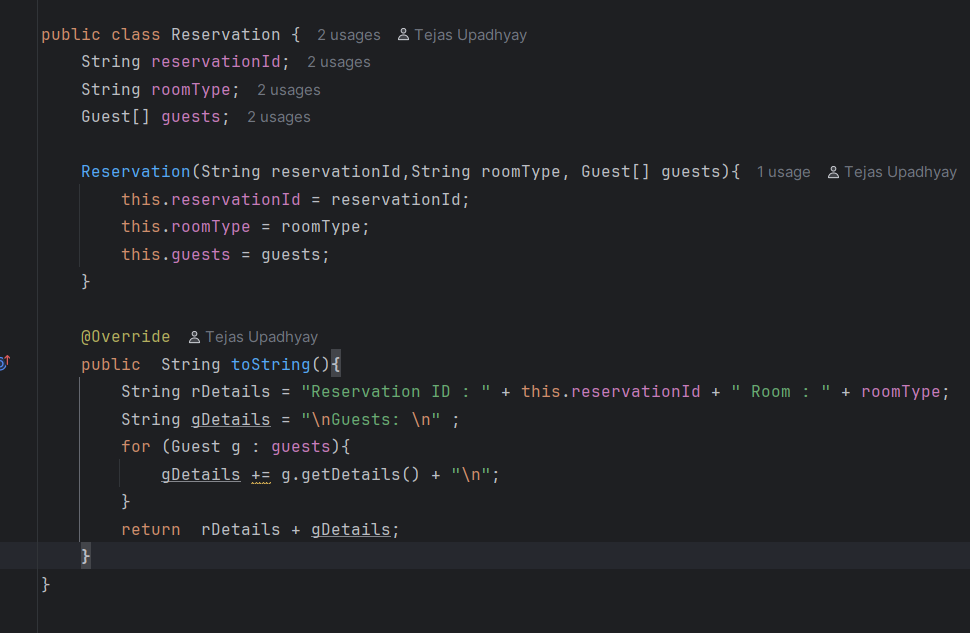 public class Reservation {  2 usages  Tejas Upadhyay
    String reservationId;  2 usages
    String roomType;  2 usages
    Guest[] guests;  2 usages

    Reservation(String reservationId,String roomType, Guest[] guests){  1 usage  Tejas Upadhyay
        this.reservationId = reservationId;
        this.roomType = roomType;
        this.guests = guests;
    }

    @Override  Tejas Upadhyay
    public  String toString(){
        String rDetails = "Reservation ID : " + this.reservationId + " Room : " + roomType;
        String gDetails = "\nGuests: \n" ;
        for (Guest g : guests){
            gDetails += g.getDetails() + "\n";
        }
        return  rDetails + gDetails;
    }
}